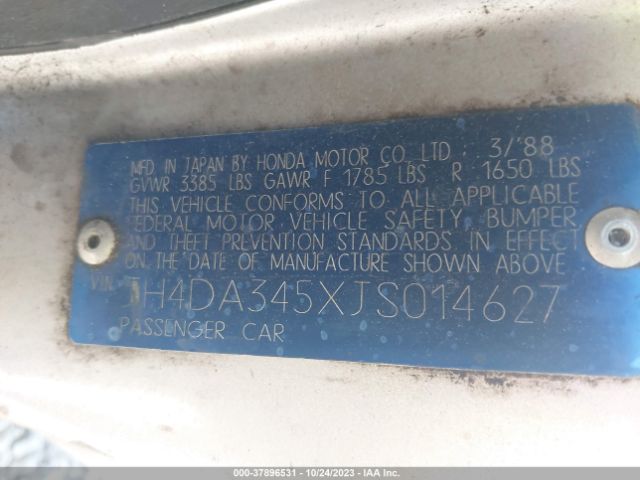 MFD IN JAPAN BY HONDA MOTOR CO., LTD., 3/'88
GVWR 3385 LBS GAWR F 1785 LBS R 1650 LBS
THIS VEHICLE CONFORMS TO ALL APPLICABLE
FEDERAL MOTOR VEHICLE SAFETY, BUMPER
AND THEFT PREVENTION STANDARDS IN EFFECT
ON THE DATE OF MANUFACTURE SHOWN ABOVE
VIN JH4DA345XJS014627
PASSENGER CAR
000-37896531 - 10/24/2023 - COPYRIGHT IAA, LLC